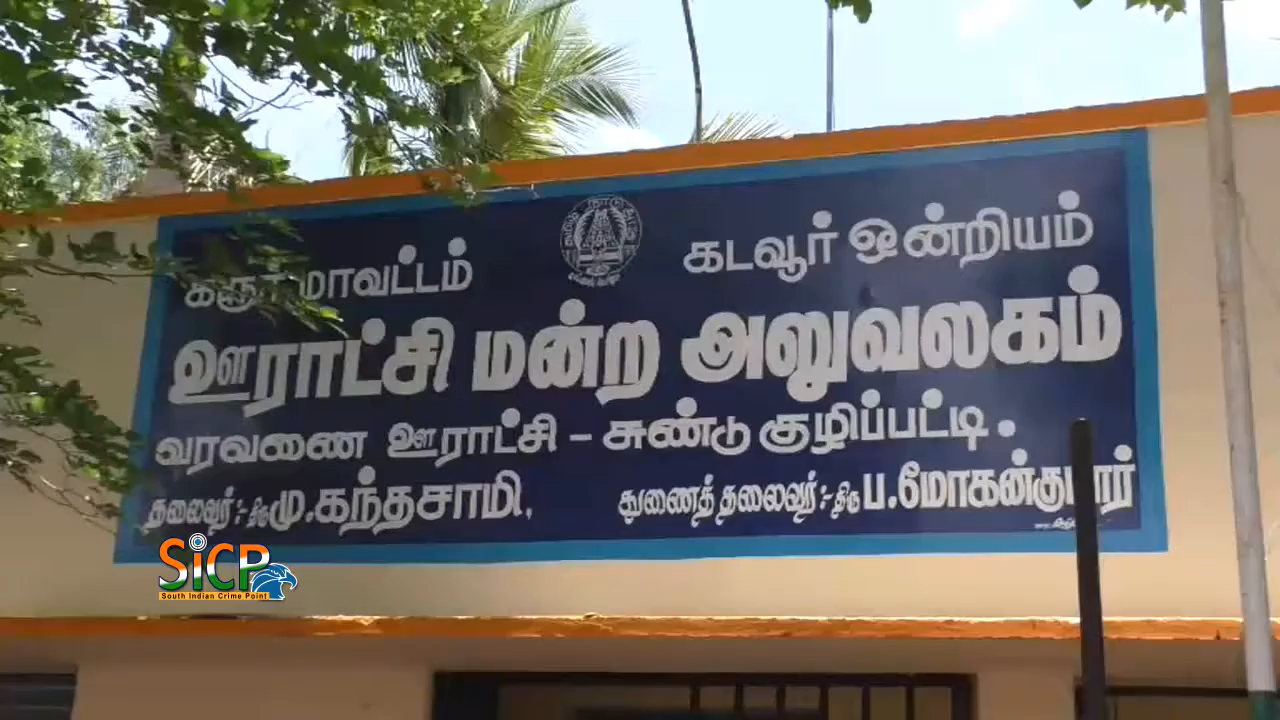 மாவட்டம்
கடவூர் ஒன்றியம்
ஊராட்சி மன்ற அனுவலகம்
வரவணை ஊராட்சி - சுண்டு குழிப்பட்டி.
தலைவர் :- திரு மு.கந்தசாமி,
துணைத் தலைவர் :- திரு ப.மோகன்குமார்
SiCP
South Indian Crime Point